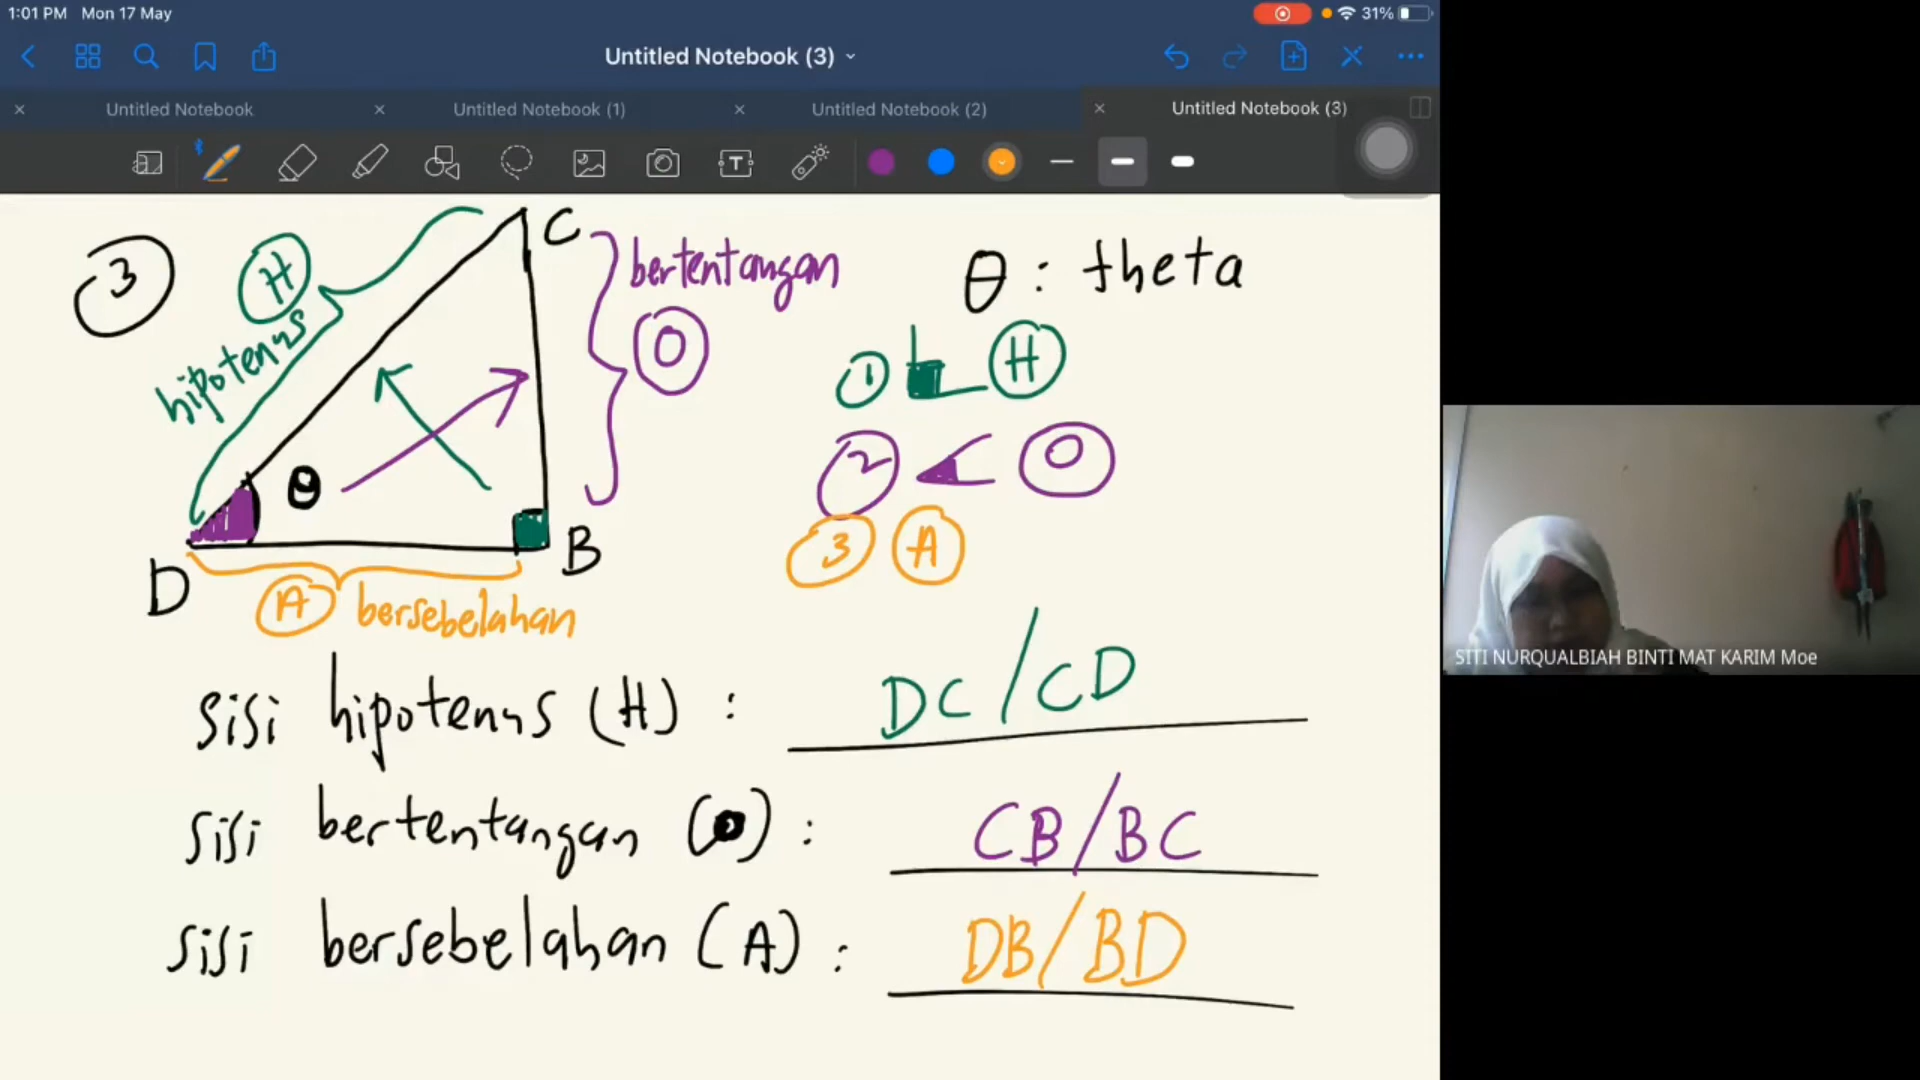 1:01 PM Mon 17 May
31%
Untitled Notebook (3)
Untitled Notebook
Untitled Notebook (1)
Untitled Notebook (2)
Untitled Notebook (3)
T
3
H
hipotenus
C
bertentangan
O
θ : theta
1 H
2 O
3 A
θ
D
B
A bersebelahan
sisi hipotenus (H) : DC/CD
sisi bertentangan (O) : CB/BC
sisi bersebelahan (A) : DB/BD
SITI NURQUALBIAH BINTI MAT KARIM Moe